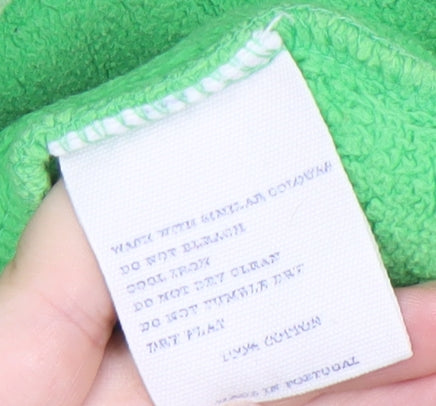 WASH WITH SIMILAR COLOURS
DO NOT BLEACH
COOL IRON
DO NOT DRY CLEAN
DO NOT TUMBLE DRY
DRY FLAT
100% COTTON
MADE IN PORTUGAL